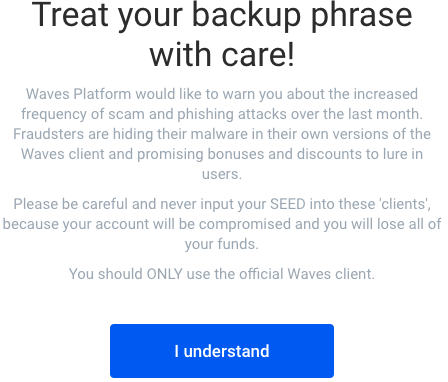 Treat your backup phrase
with care!
Waves Platform would like to warn you about the increased
frequency of scam and phishing attacks over the last month.
Fraudsters are hiding their malware in their own versions of the
Waves client and promising bonuses and discounts to lure in
users.
Please be careful and never input your SEED into these 'clients',
because your account will be compromised and you will lose all of
your funds.
You should ONLY use the official Waves client.
I understand